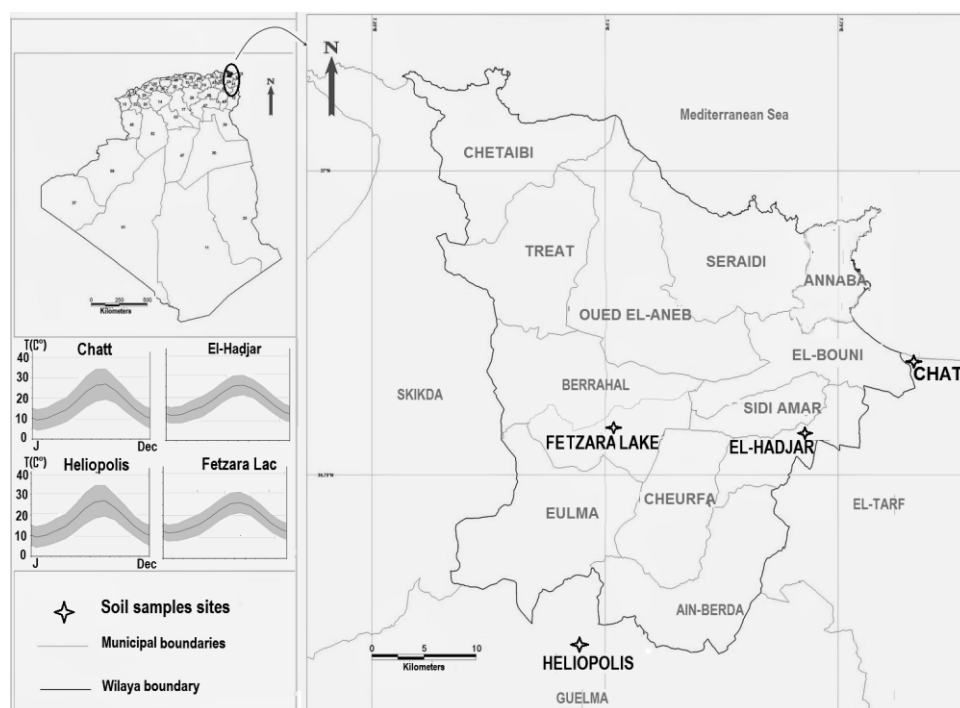 N
0 250 500
Kilometers
T(C°)
Chatt
El-Hadjar
40
30
20
10
0
J
Dec
T(C°)
Heliopolis
Fetzara Lac
40
30
20
10
0
J
Dec
Soil samples sites
Municipal boundaries
Wilaya boundary
N
Mediterranean Sea
CHETAIBI
TREAT
SERAIDI
ANNABA
OUED EL-ANEB
EL-BOUNI
CHAT
BERRAHAL
SKIKDA
SIDI AMAR
FETZARA LAKE
EL-HADJAR
CHEURFA
EULMA
EL-TARF
AIN-BERDA
0 5 10
Kilometers
HELIOPOLIS
GUELMA